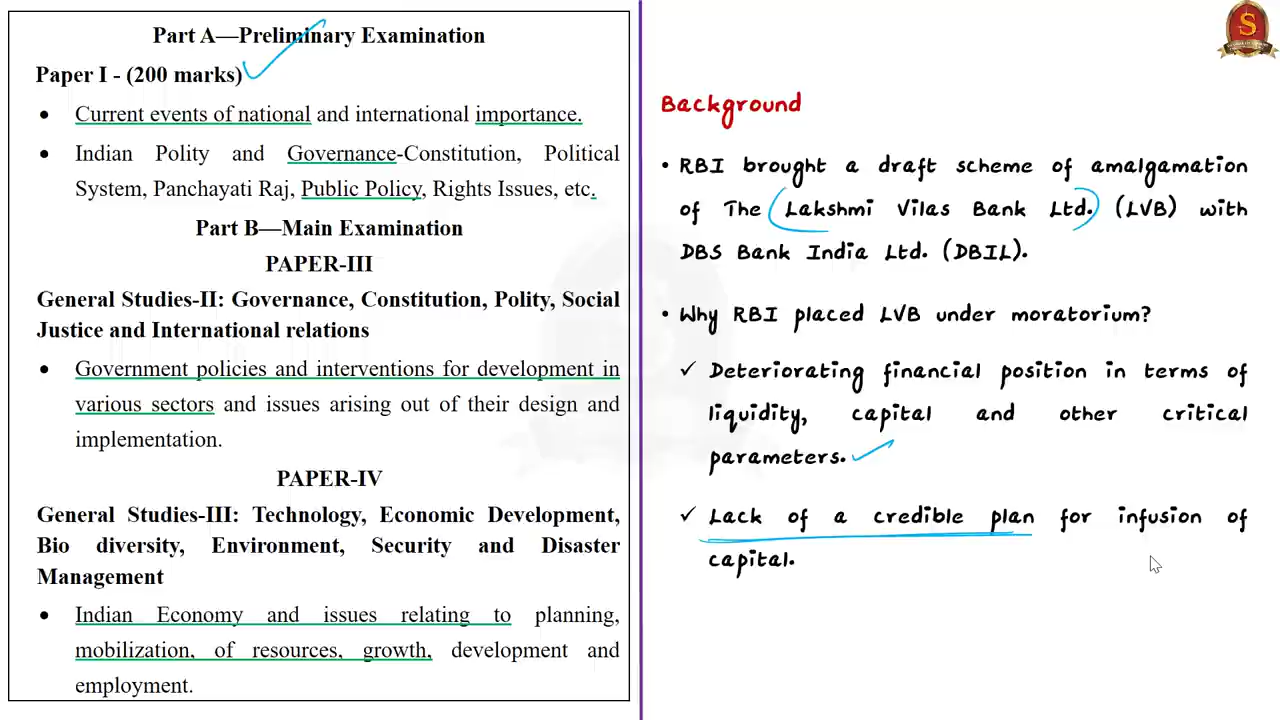 Part A—Preliminary Examination
Paper I - (200 marks)
• Current events of national and international importance.
• Indian Polity and Governance-Constitution, Political
System, Panchayati Raj, Public Policy, Rights Issues, etc.
Part B—Main Examination
PAPER-III
General Studies-II: Governance, Constitution, Polity, Social
Justice and International relations
• Government policies and interventions for development in
various sectors and issues arising out of their design and
implementation.
PAPER-IV
General Studies-III: Technology, Economic Development,
Bio diversity, Environment, Security and Disaster
Management
• Indian Economy and issues relating to planning,
mobilization, of resources, growth, development and
employment.
Background
• RBI brought a draft scheme of amalgamation
of The Lakshmi Vilas Bank Ltd. (LVB) with
DBS Bank India Ltd. (DBIL).
• Why RBI placed LVB under moratorium?
✓ Deteriorating financial position in terms of
liquidity, capital and other critical
parameters.
✓ Lack of a credible plan for infusion of
capital.
S